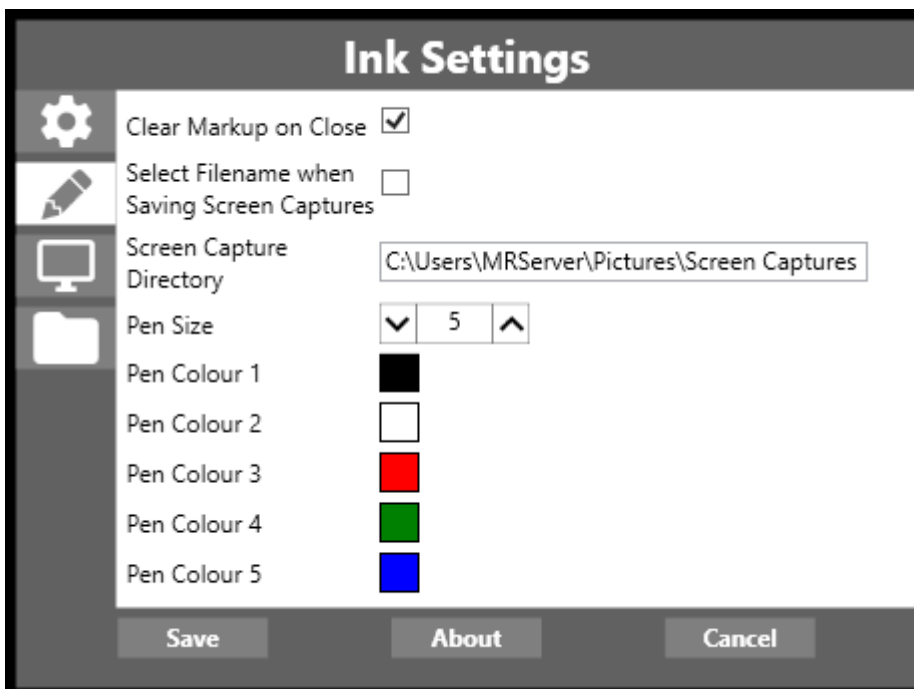 Ink Settings
Clear Markup on Close
Select Filename when
Saving Screen Captures
Screen Capture
Directory
C:\Users\MRServer\Pictures\Screen Captures
Pen Size
5
Pen Colour 1
Pen Colour 2
Pen Colour 3
Pen Colour 4
Pen Colour 5
Save
About
Cancel